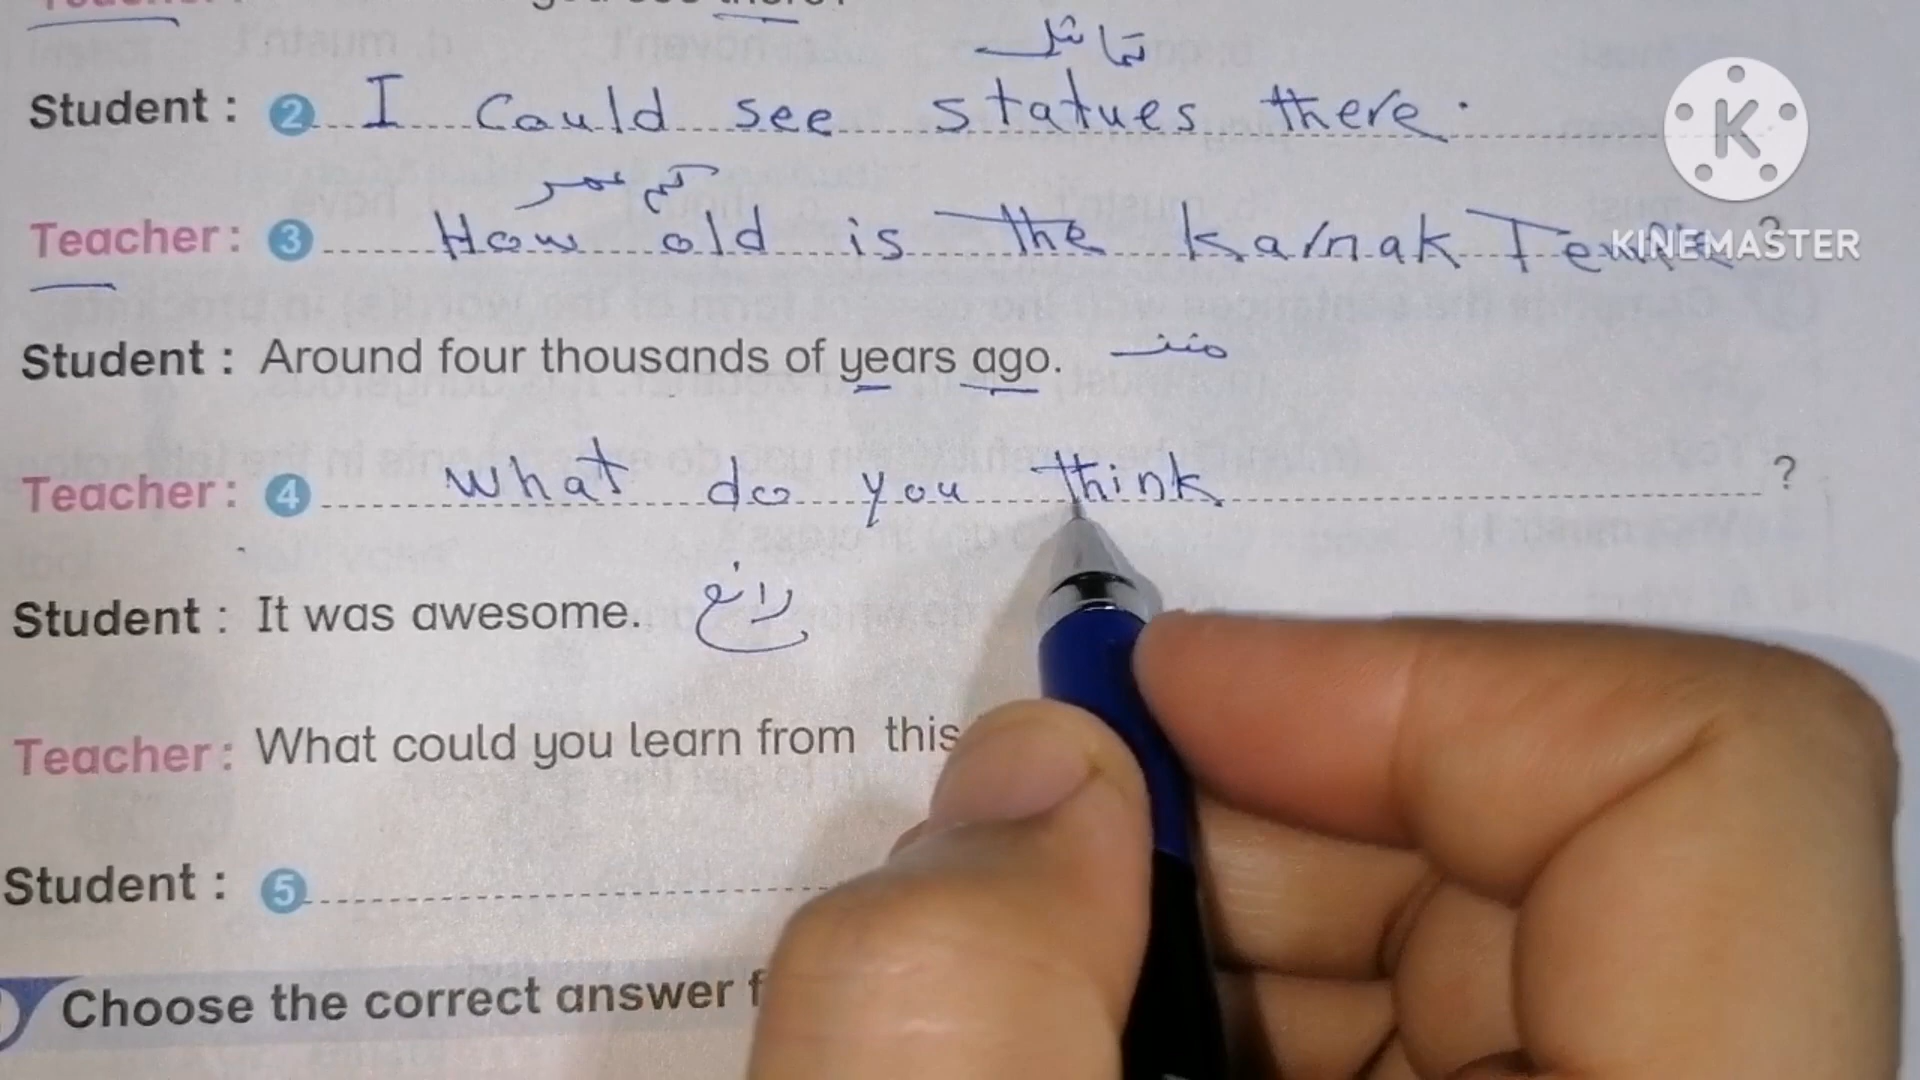 تماثيل
Student : 2 I Could see statues there.
كم عمر
Teacher: 3 How old is the Karnak Temple ?
KINEMASTER
Student : Around four thousands of years ago. منذ
Teacher: 4 What do you think ?
Student : It was awesome. رائع
Teacher: What could you learn from this
Student : 5
Choose the correct answer f